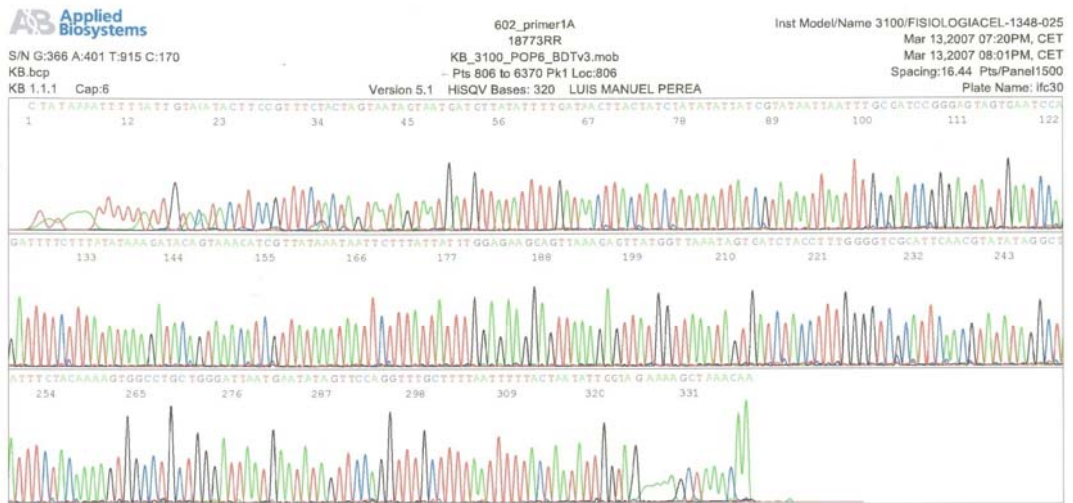 AB Applied
Biosystems
S/N G:366 A:401 T:915 C:170
KB.bcp
KB 1.1.1 Cap:6
602_primer1A
18773RR
KB_3100_POP6_BDTv3.mob
Pts 806 to 6370 Pk1 Loc:806
Version 5.1 HiSQV Bases: 320 LUIS MANUEL PEREA
Inst Model/Name 3100/FISIOLOGIACEL-1348-025
Mar 13,2007 07:20PM, CET
Mar 13,2007 08:01PM, CET
Spacing:16.44 Pts/Panel1500
Plate Name: ifc30
CTATAAAATTTTTATTGTAATATACTTCCGTTTCTACTAGTAATAGTAATGATCTTATATTTTGATAACTTACTATCTATATATTATCGTATAATTAATTTGCCATCCGGGAGTAGTGAATCCA
1 12 23 34 45 56 67 78 89 100 111 122
GATTTTCTTTATATAAAGATACAGTAAACATCGTTATAAATAATTCTTTATTATTTGGAGAAGCAGTTAAACAGTTATGGTTAAATAGTCATCTACCTTTGGGGTCGCATTCAACGTATATAGGCT
133 144 155 166 177 188 199 210 221 232 243
ATTTCTACAAAAGTGGCCTGCTGGGATTAATGAATATAGTTCCAGGTTTGCTTTTAATTTTTACTAATATTGGTAGAAAAGCTAAACAA
254 265 276 287 298 309 320 331